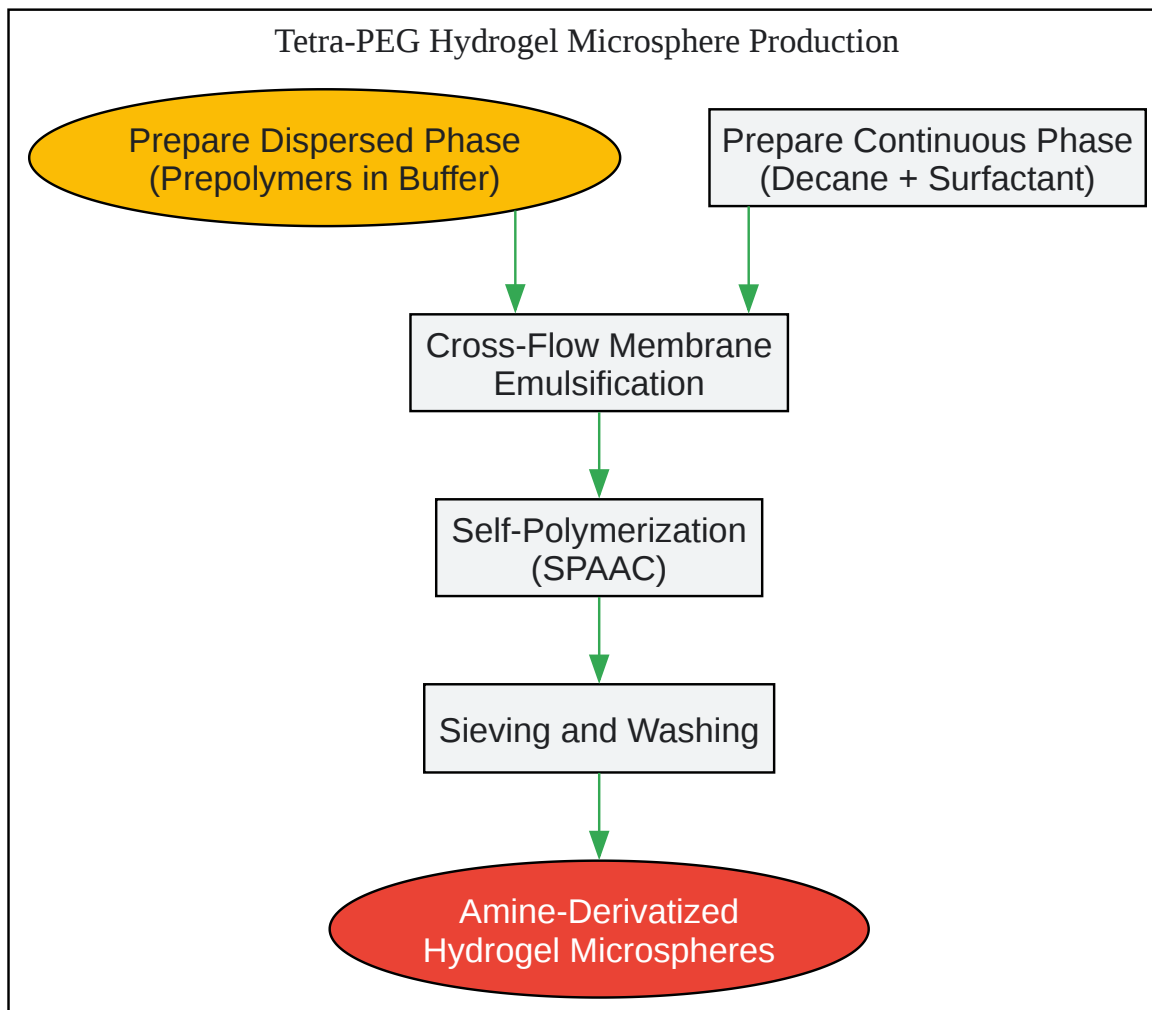 Tetra-PEG Hydrogel Microsphere Production
Prepare Dispersed Phase
(Prepolymers in Buffer)
Prepare Continuous Phase
(Decane + Surfactant)
Cross-Flow Membrane
Emulsification
Self-Polymerization
(SPAAC)
Sieving and Washing
Amine-Derivatized
Hydrogel Microspheres